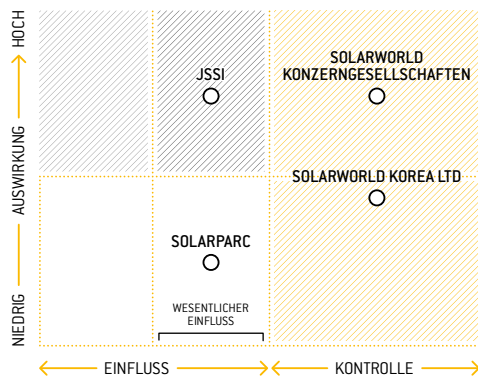 HOCH
AUSWIRKUNG
NIEDRIG
JSSI
SOLARWORLD
KONZERNGESELLSCHAFTEN
SOLARWORLD KOREA LTD
SOLARPARC
WESENTLICHER
EINFLUSS
EINFLUSS
KONTROLLE